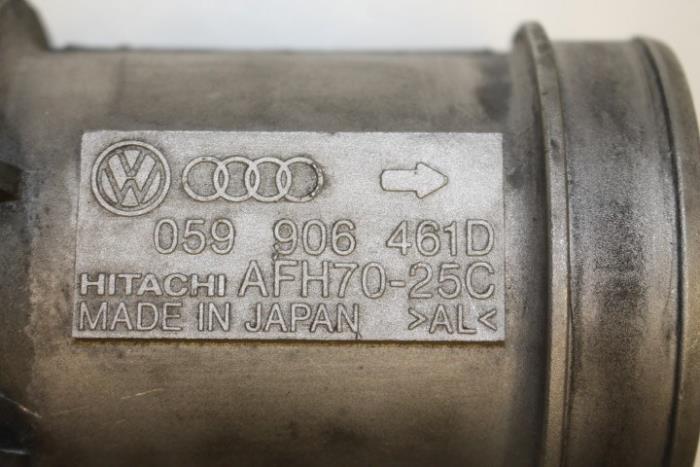 059 906 461D
HITACHI AFH70-25C
MADE IN JAPAN >AL<